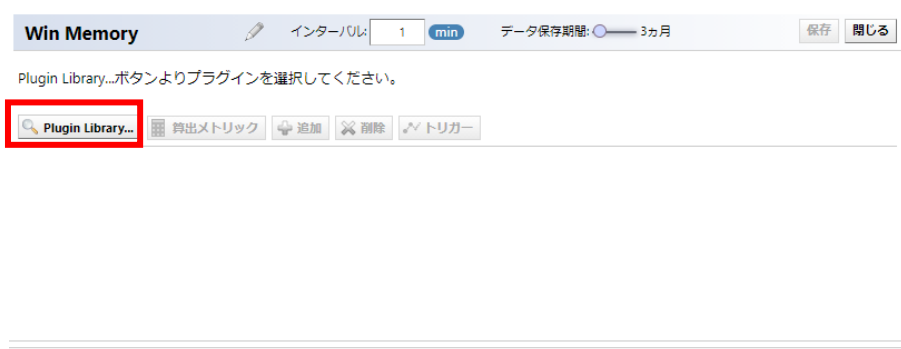 Win Memory インターバル: 1 min データ保存期間: 3ヵ月 保存 閉じる
Plugin Library...ボタンよりプラグインを選択してください。
Plugin Library... 算出メトリック 追加 削除 トリガー